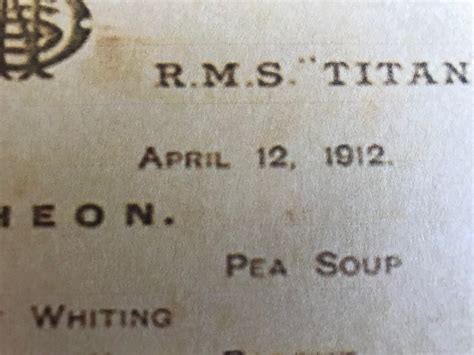 R.M.S. "TITAN
APRIL 12, 1912.
HEON.
PEA SOUP
WHITING